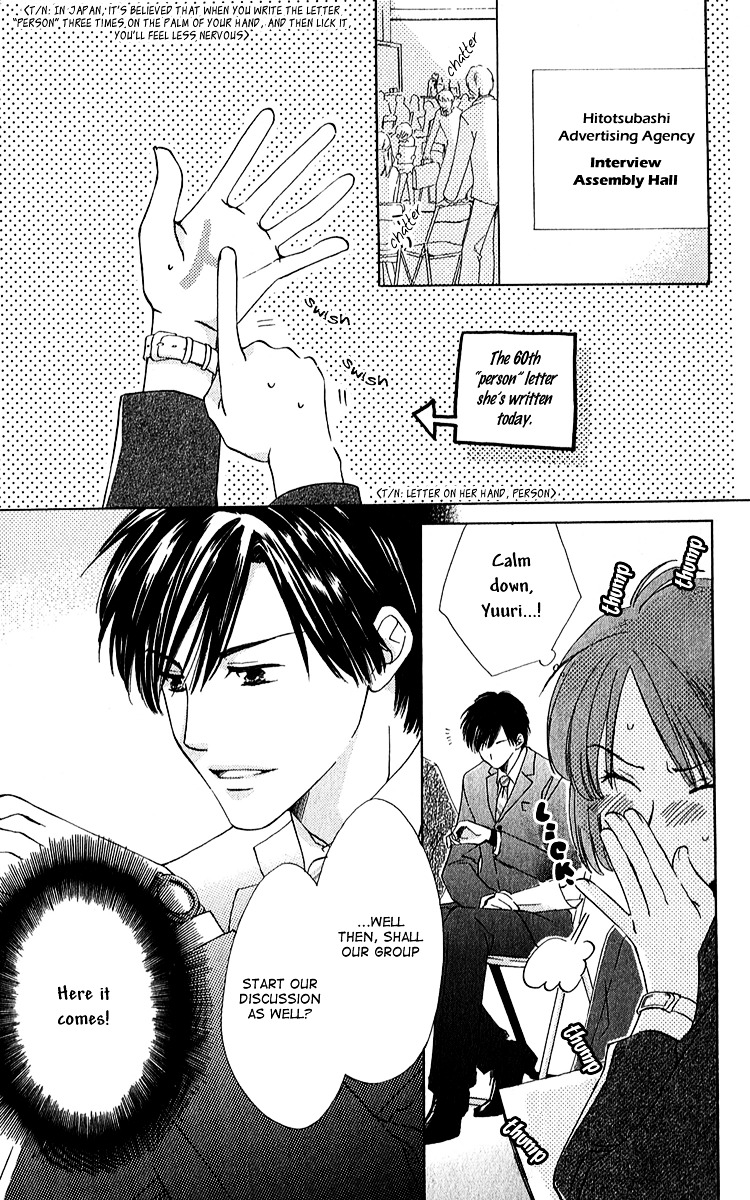 <T/N: IN JAPAN, IT'S BELIEVED THAT WHEN YOU WRITE THE LETTER
"PERSON" THREE TIMES ON THE PALM OF YOUR HAND, AND THEN LICK IT
YOU'LL FEEL LESS NERVOUS>
chatter
chatter
Hitotsubashi
Advertising Agency
Interview
Assembly Hall
swish
swish
The 60th
"person" letter
she's written
today.
<T/N: LETTER ON HER HAND, PERSON>
Calm
down,
Yuuri...!
thump
thump
LICK
...WELL
THEN, SHALL
OUR GROUP
START OUR
DISCUSSION
AS WELL?
Here it
comes!
thump
thump